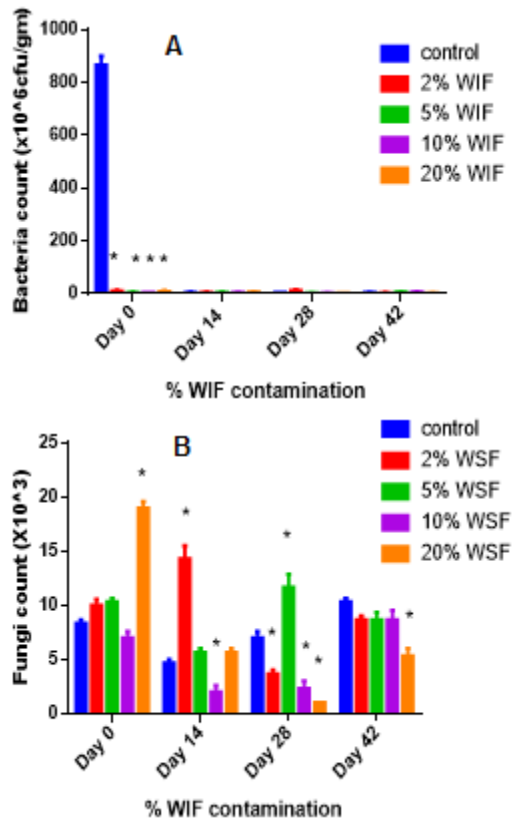 A
Bacteria count (x10^6cfu/gm)
1000
800
600
400
200
0
control
2% WIF
5% WIF
10% WIF
20% WIF
* * * *
Day 0
Day 14
Day 28
Day 42
% WIF contamination
B
Fungi count (X10^3)
25
20
15
10
5
0
control
2% WSF
5% WSF
10% WSF
20% WSF
* * * * * * * *
Day 0
Day 14
Day 28
Day 42
% WIF contamination